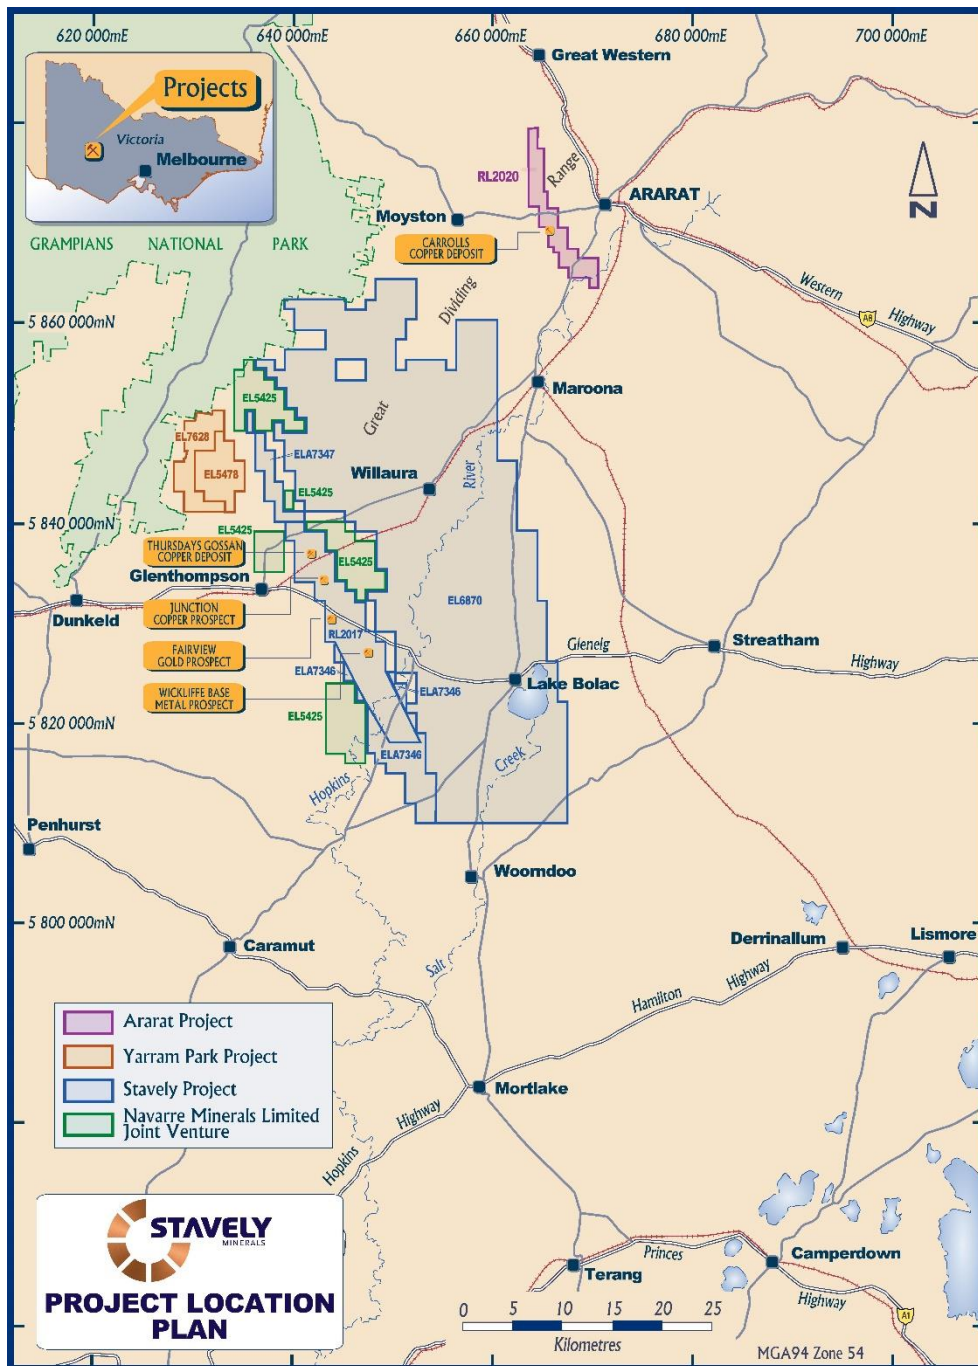 620 000mE
640 000mE
660 000mE
680 000mE
700 000mE
Great Western
Projects
Victoria
Melbourne
RL2020
Range
ARARAT
N
Moyston
GRAMPIANS NATIONAL PARK
CARROLLS
COPPER DEPOSIT
Western
Highway
A8
Dividing
5 860 000mN
Maroona
EL5425
Great
EL7628
ELA7347
EL5478
Willaura
River
EL5425
5 840 000mN
EL5425
THURSDAYS GOSSAN
COPPER DEPOSIT
EL5425
Glenthompson
EL6870
Dunkeld
JUNCTION
COPPER PROSPECT
RL2017
Glenelg
Streatham
Highway
FAIRVIEW
GOLD PROSPECT
ELA7346
ELA7346
Lake Bolac
WICKLIFFE BASE
METAL PROSPECT
EL5425
5 820 000mN
ELA7346
Creek
Hopkins
Penhurst
Woorndoo
5 800 000mN
Caramut
Derrinallum
Lismore
Salt
Highway
Hamilton
Ararat Project
Yarram Park Project
Stavely Project
Navarre Minerals Limited
Joint Venture
Mortlake
Highway
Hopkins
STAVELY
MINERALS
PROJECT LOCATION
PLAN
Princes
Camperdown
Terang
Highway
A1
0 5 10 15 20 25
Kilometres
MGA94 Zone 54